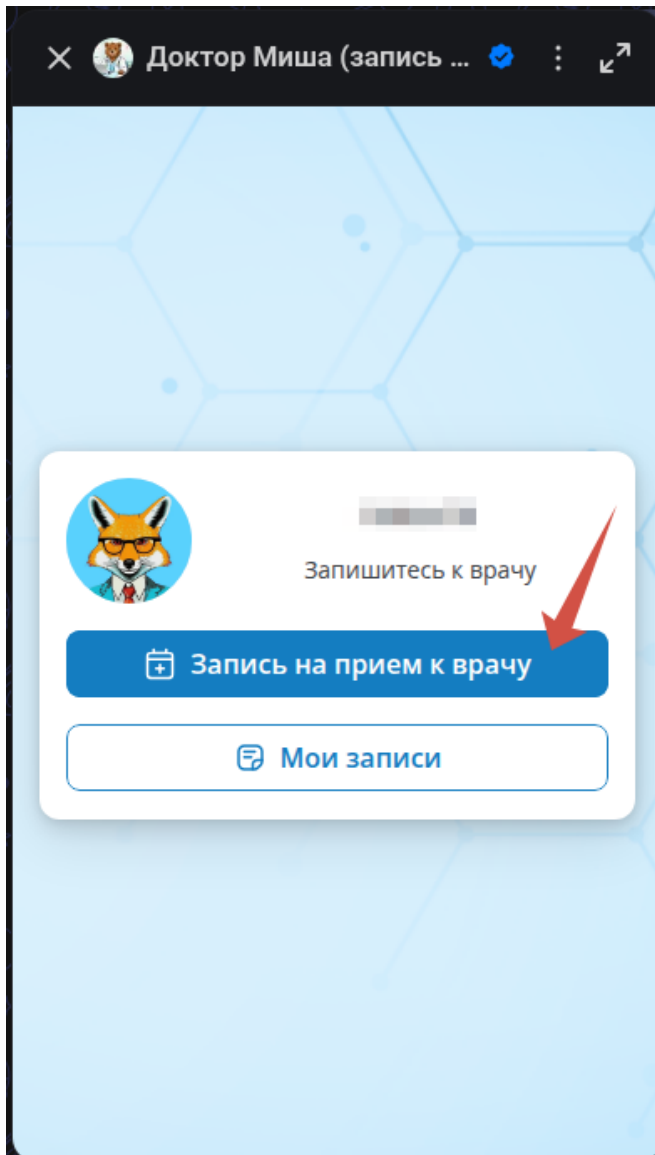 Доктор Миша (запись ...
Запишитесь к врачу
Запись на прием к врачу
Мои записи